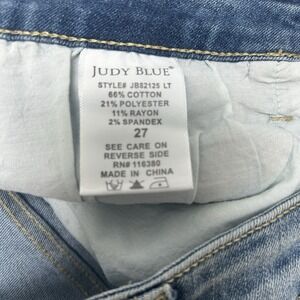 JUDY BLUE®
STYLE# JB82125 LT
66% COTTON
21% POLYESTER
11% RAYON
2% SPANDEX
27
SEE CARE ON
REVERSE SIDE
RN# 116380
MADE IN CHINA